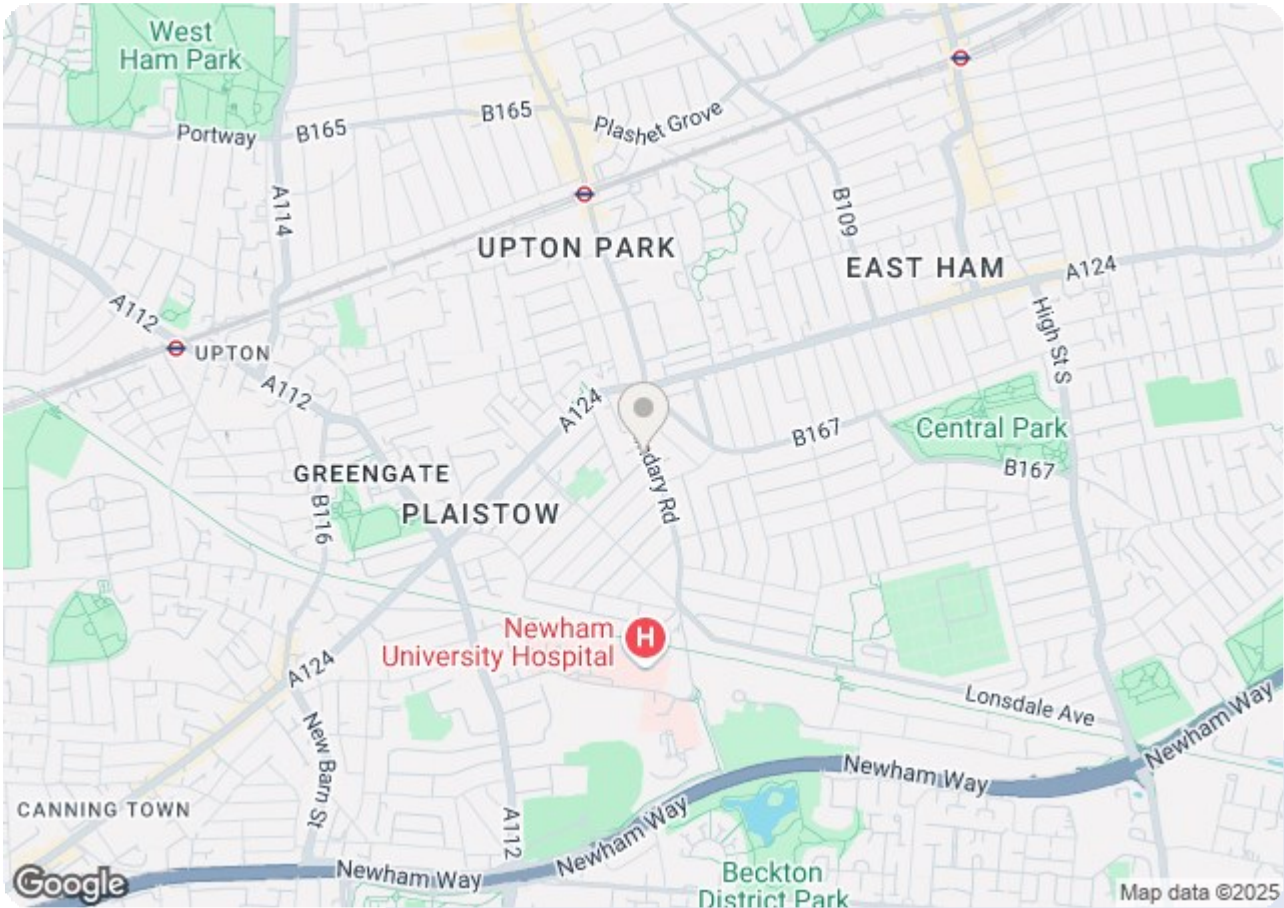 West
Ham Park
Portway
B165
B165
Plashet Grove
A114
B109
UPTON PARK
EAST HAM
A124
A112
UPTON
High St S
A112
A124
Central Park
B167
B167
GREENGATE
B116
PLAISTOW
Newham
University Hospital
H
A124
Lonsdale Ave
New Barn St
Newham Way
Newham Way
CANNING TOWN
A112
Newham Way
Newham Way
Beckton
District Park
Google
Map data ©2025